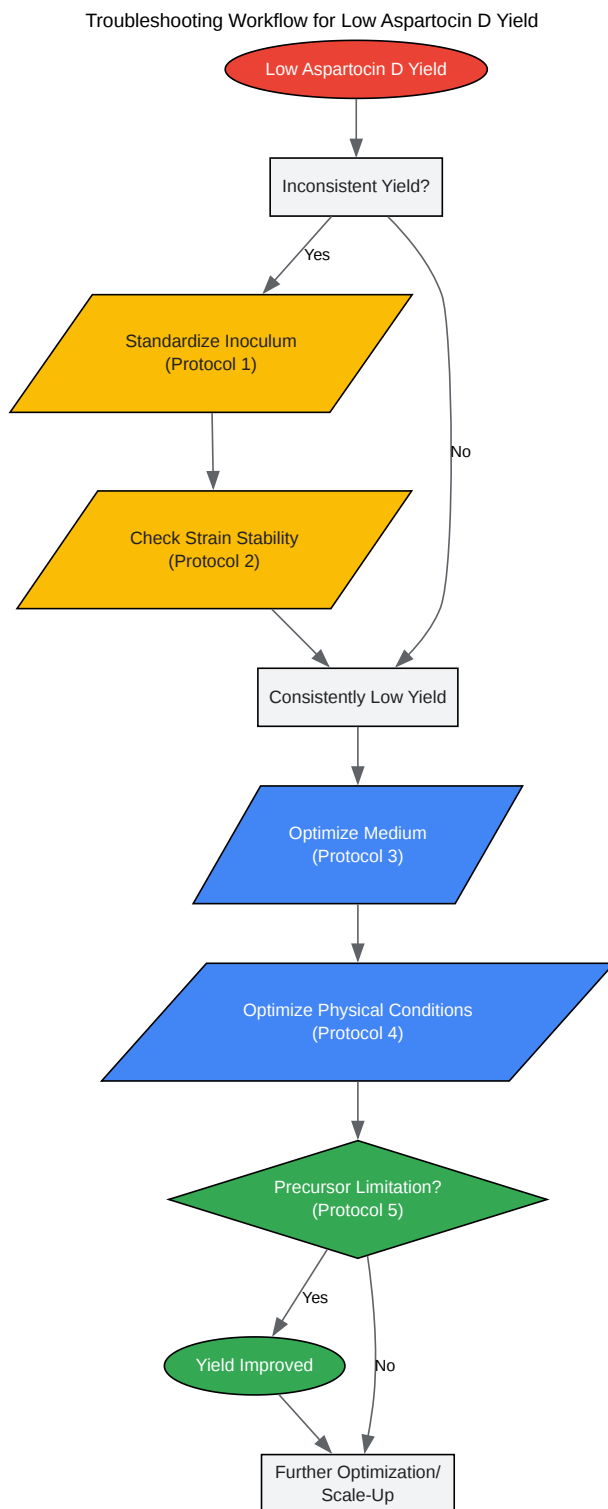 Troubleshooting Workflow for Low Aspartocin D Yield
Low Aspartocin D Yield
Inconsistent Yield?
Yes
Standardize Inoculum
(Protocol 1)
No
Check Strain Stability
(Protocol 2)
Consistently Low Yield
Optimize Medium
(Protocol 3)
Optimize Physical Conditions
(Protocol 4)
Precursor Limitation?
(Protocol 5)
Yes
Yield Improved
No
Further Optimization/
Scale-Up